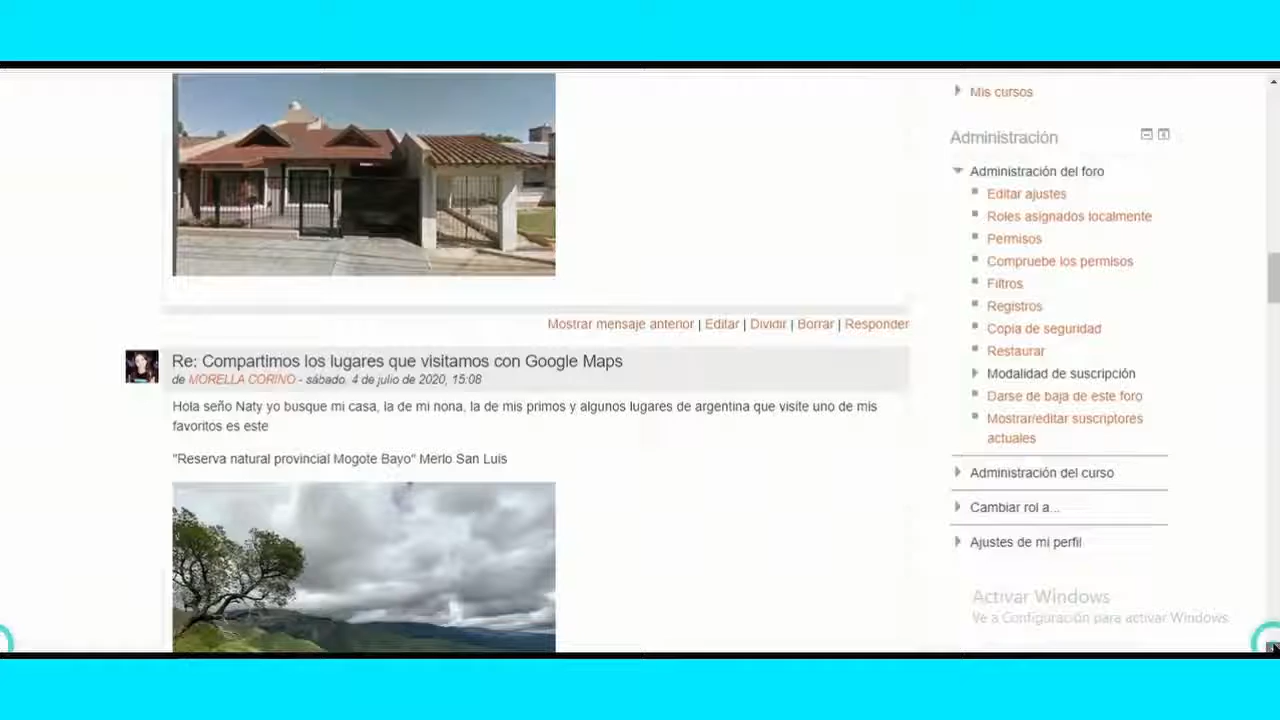 Mis cursos
Administración
Administración del foro
Editar ajustes
Roles asignados localmente
Permisos
Compruebe los permisos
Filtros
Registros
Copia de seguridad
Restaurar
Modalidad de suscripción
Darse de baja de este foro
Mostrar/editar suscriptores
actuales
Administración del curso
Cambiar rol a...
Ajustes de mi perfil
Mostrar mensaje anterior | Editar | Dividir | Borrar | Responder
Re: Compartimos los lugares que visitamos con Google Maps
de MORELLA CORINO - sábado, 4 de julio de 2020, 15:08
Hola seño Naty yo busque mi casa, la de mi nona, la de mis primos y algunos lugares de argentina que visite uno de mis
favoritos es este
"Reserva natural provincial Mogote Bayo" Merlo San Luis
Activar Windows
Ve a Configuración para activar Windows.